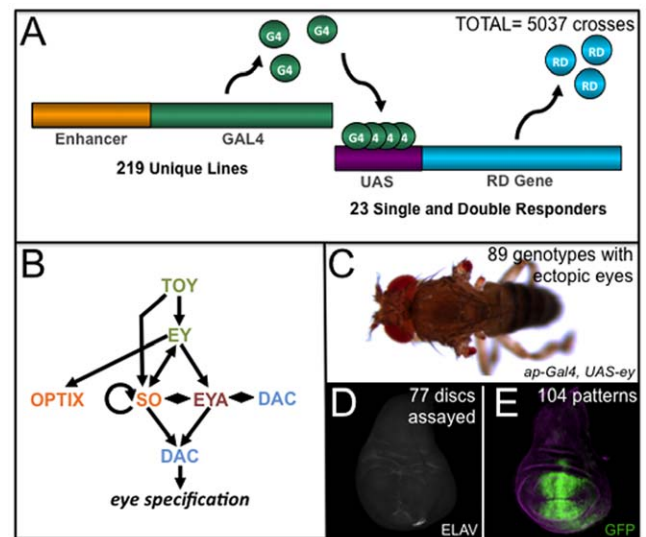 A
TOTAL= 5037 crosses
G4
G4
G4
RD
RD
RD
Enhancer
GAL4
G4 4 4 4
219 Unique Lines
UAS
RD Gene
23 Single and Double Responders
B
TOY
EY
OPTIX
SO
EYA
DAC
DAC
eye specification
C
89 genotypes with
ectopic eyes
ap-Gal4, UAS-ey
D
77 discs
assayed
ELAV
E
104 patterns
GFP